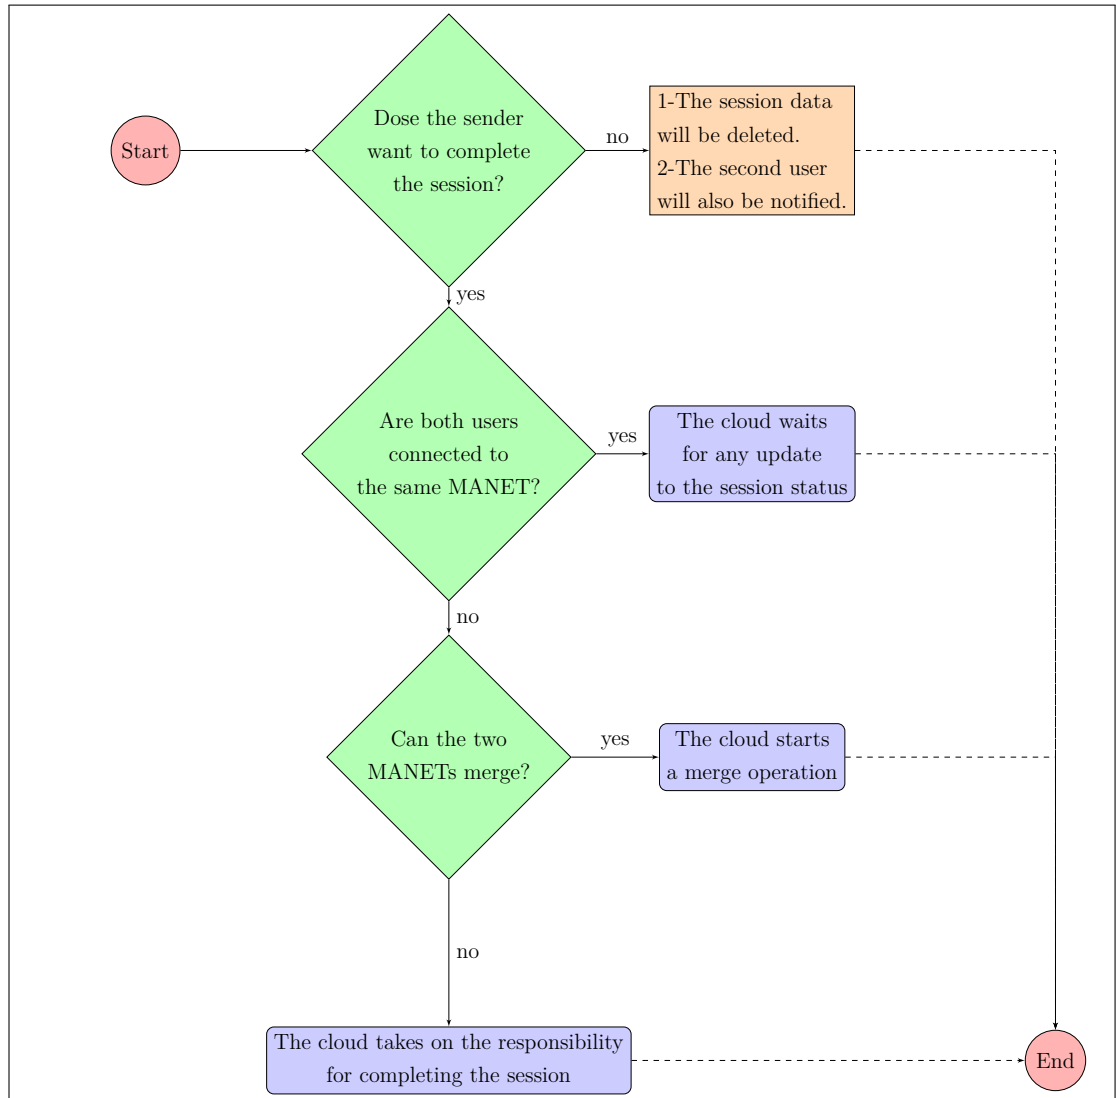 Start
Dose the sender
want to complete
the session?
no
1-The session data
will be deleted.
2-The second user
will also be notified.
yes
Are both users
connected to
the same MANET?
yes
The cloud waits
for any update
to the session status
no
Can the two
MANETs merge?
yes
The cloud starts
a merge operation
no
The cloud takes on the responsibility
for completing the session
End